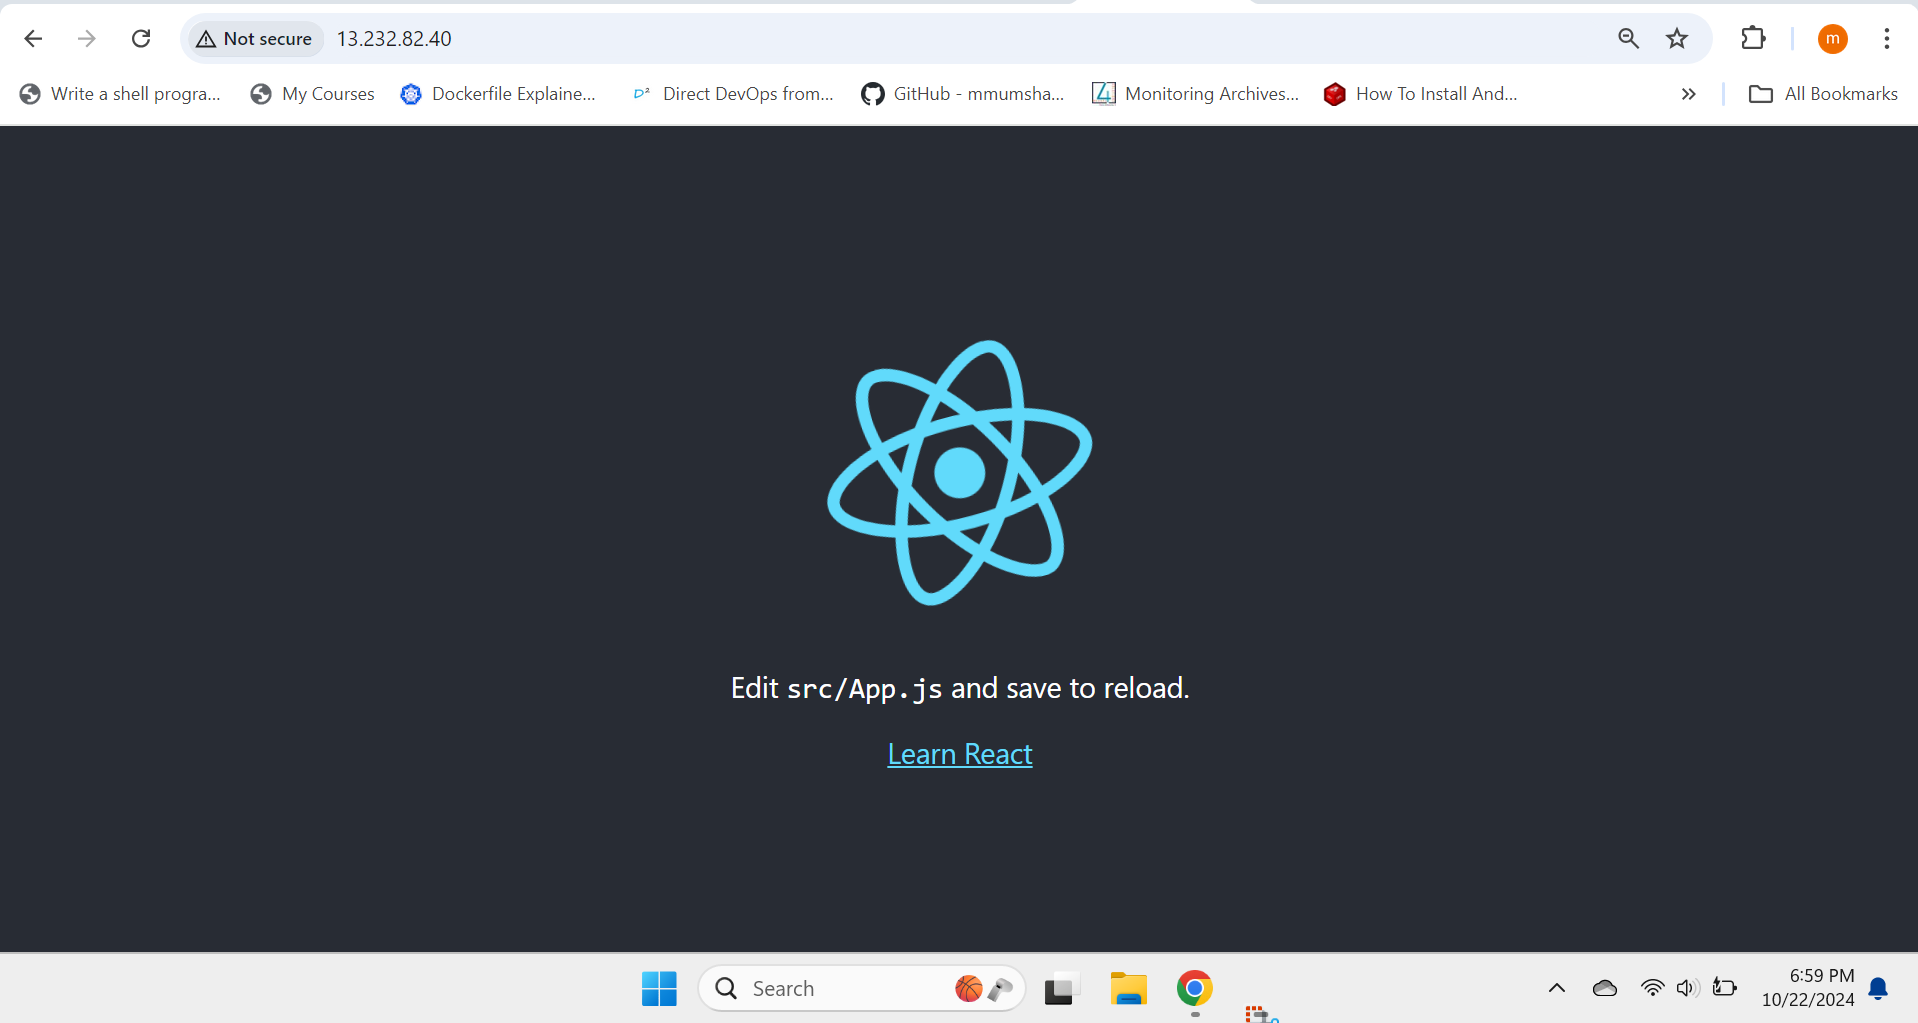 Not secure 13.232.82.40
m
Write a shell progra... My Courses Dockerfile Explaine... D² Direct DevOps from... GitHub - mmumsha... Monitoring Archives... How To Install And... » All Bookmarks
Edit src/App.js and save to reload.
Learn React
Search
6:59 PM
10/22/2024